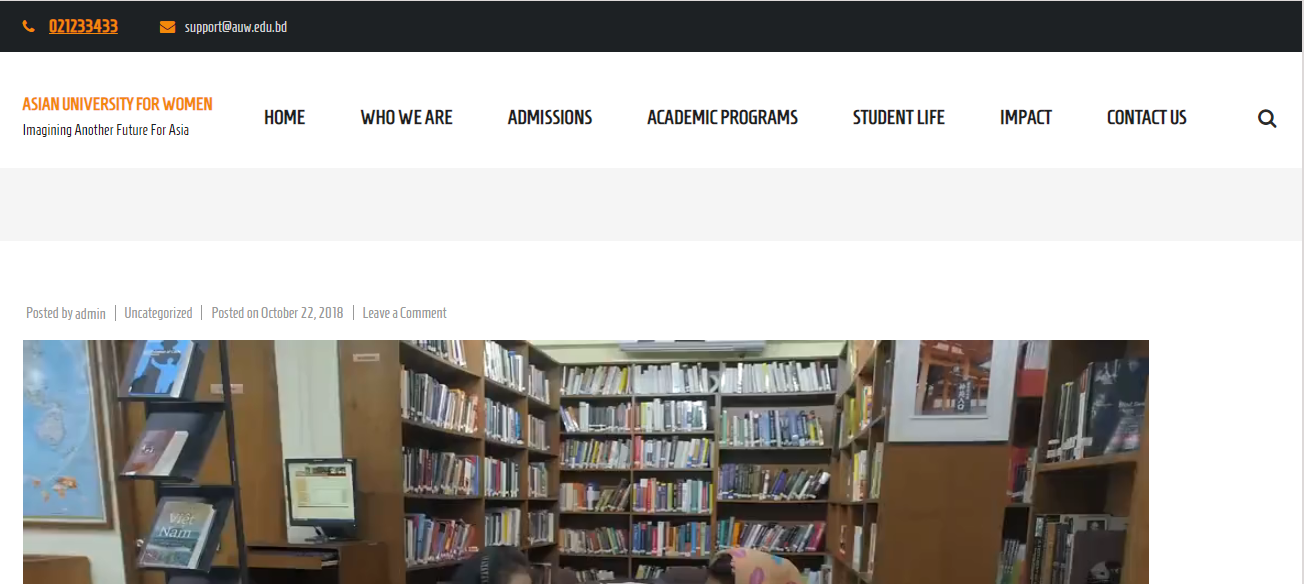 021233433 support@auw.edu.bd
ASIAN UNIVERSITY FOR WOMEN
Imagining Another Future For Asia
HOME WHO WE ARE ADMISSIONS ACADEMIC PROGRAMS STUDENT LIFE IMPACT CONTACT US
Posted by admin | Uncategorized | Posted on October 22, 2018 | Leave a Comment
Việt
Nam